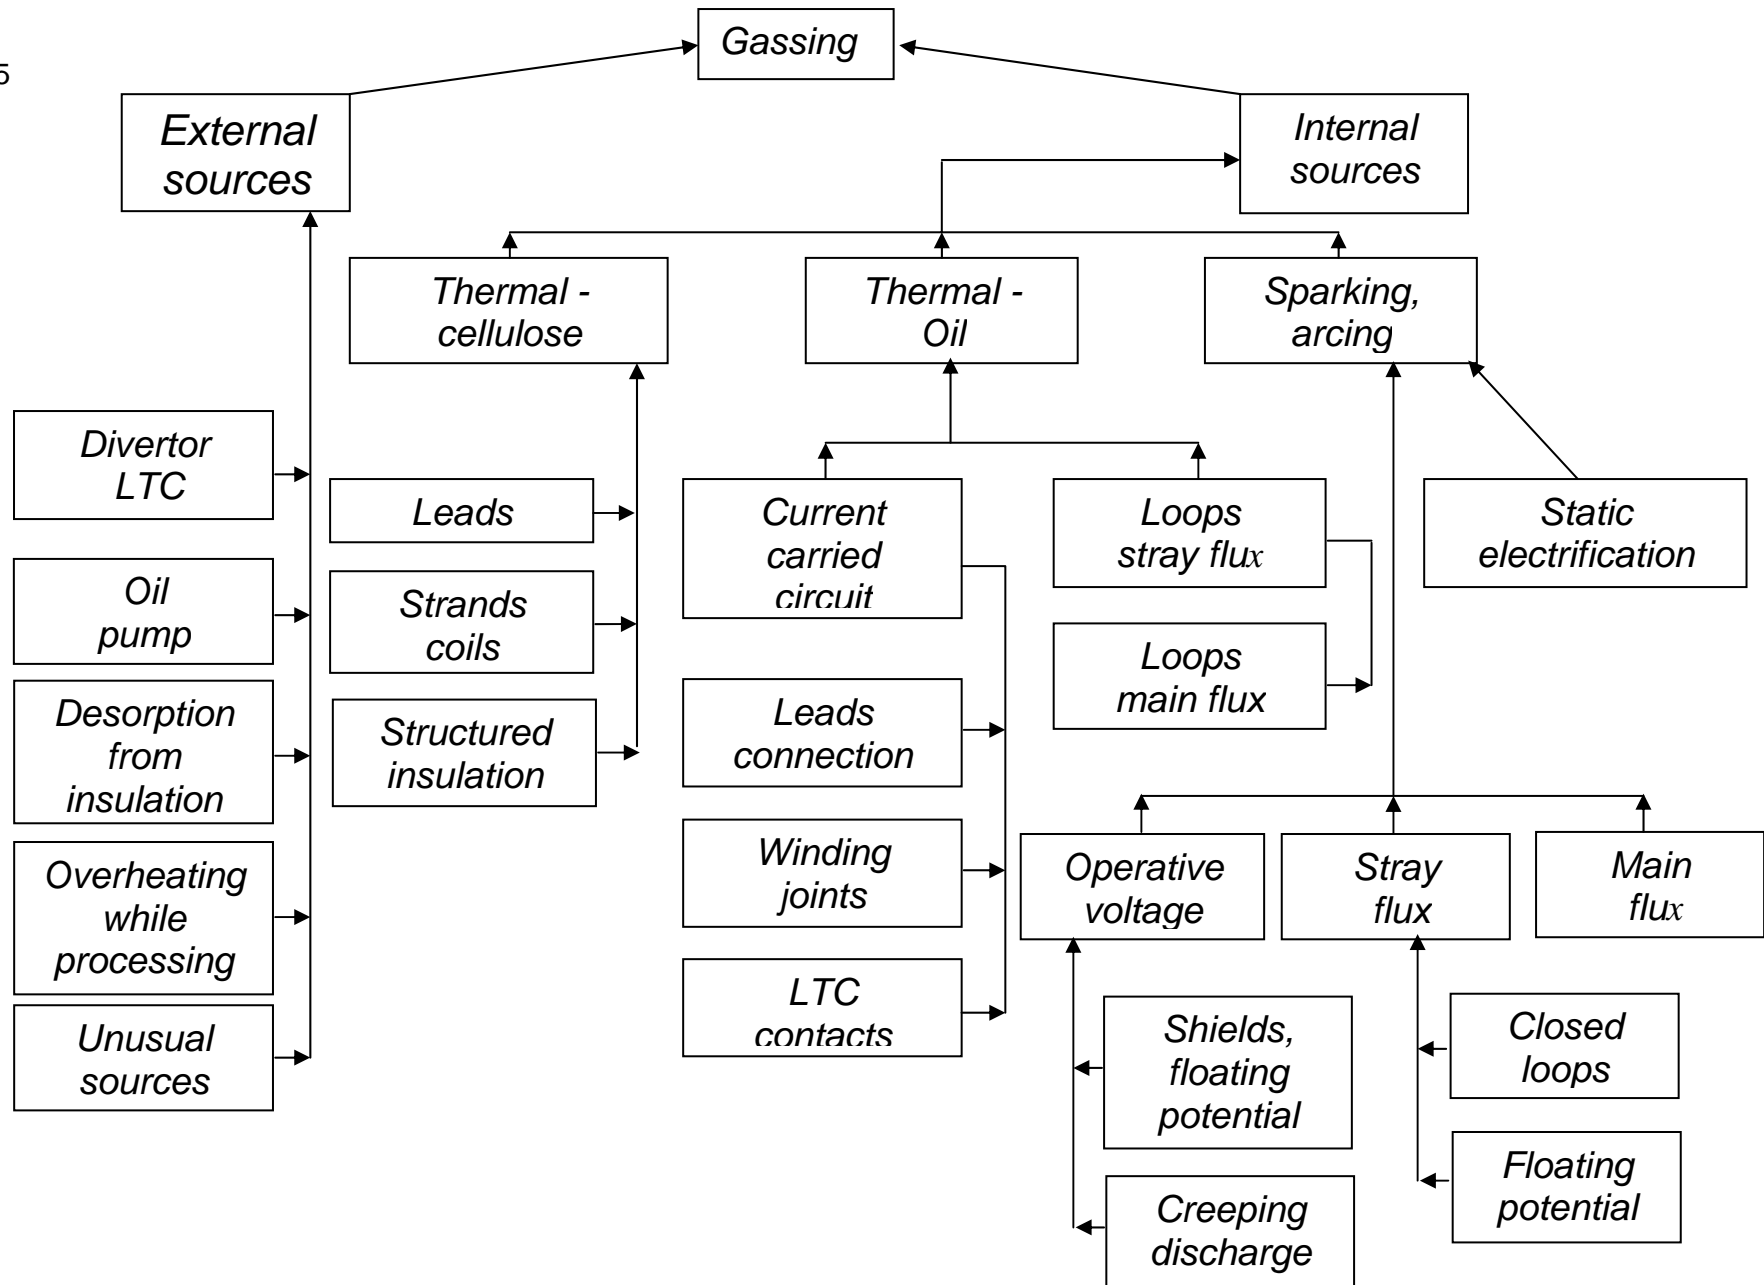 Gassing
5
External
sources
Internal
sources
Thermal -
cellulose
Thermal -
Oil
Sparking,
arcing
Divertor
LTC
Oil
pump
Desorption
from
insulation
Overheating
while
processing
Unusual
sources
Leads
Strands
coils
Structured
insulation
Current
carried
circuit
Leads
connection
Winding
joints
LTC
contacts
Loops
stray flux
Loops
main flux
Static
electrification
Operative
voltage
Stray
flux
Main
flux
Shields,
floating
potential
Creeping
discharge
Closed
loops
Floating
potential